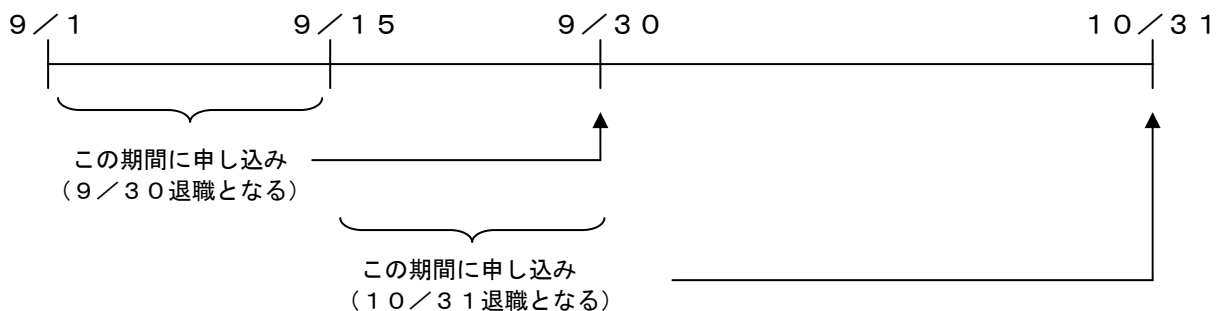 ９／１
９／１５
９／３０
１０／３１
この期間に申し込み
（９／３０退職となる）
この期間に申し込み
（１０／３１退職となる）